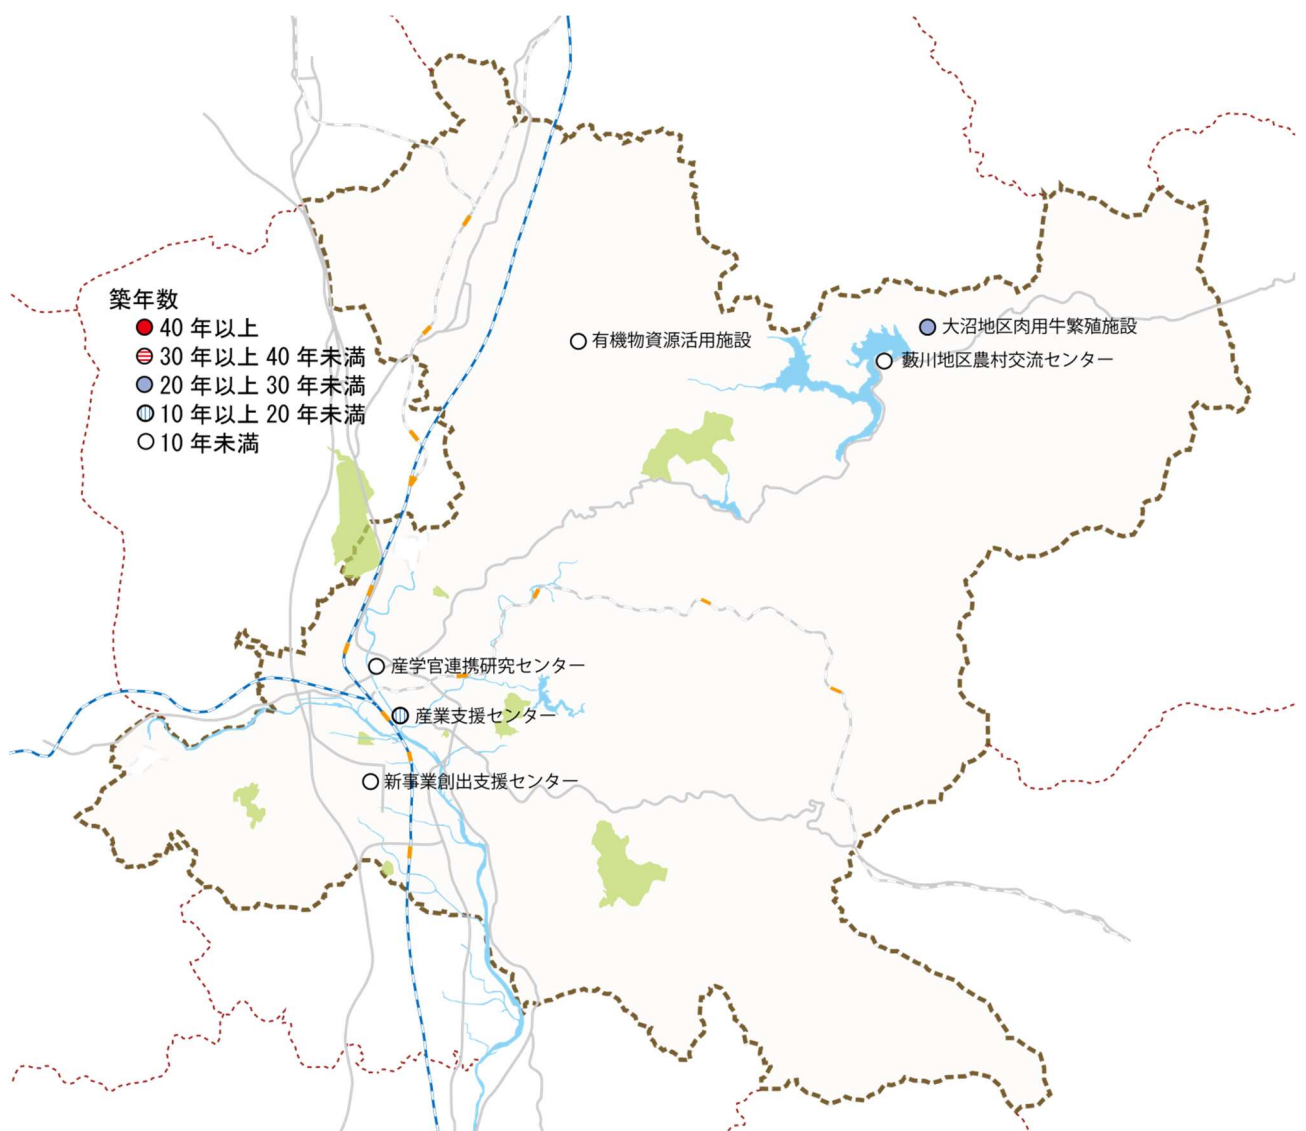 築年数
40 年以上
30 年以上 40 年未満
20 年以上 30 年未満
10 年以上 20 年未満
10 年未満
大沼地区肉用牛繁殖施設
有機物資源活用施設
藪川地区農村交流センター
産学官連携研究センター
産業支援センター
新事業創出支援センター